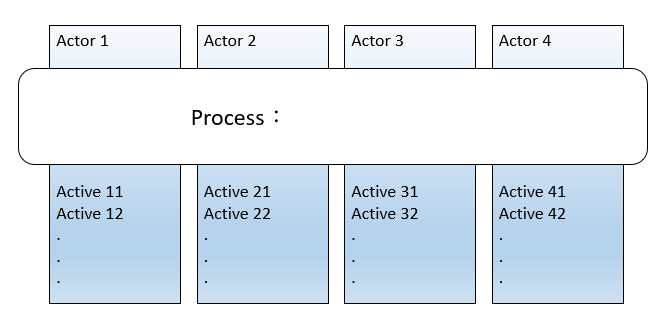 Actor 1
Actor 2
Actor 3
Actor 4
Process：
Active 11
Active 12
.
.
.
Active 21
Active 22
.
.
.
Active 31
Active 32
.
.
.
Active 41
Active 42
.
.
.